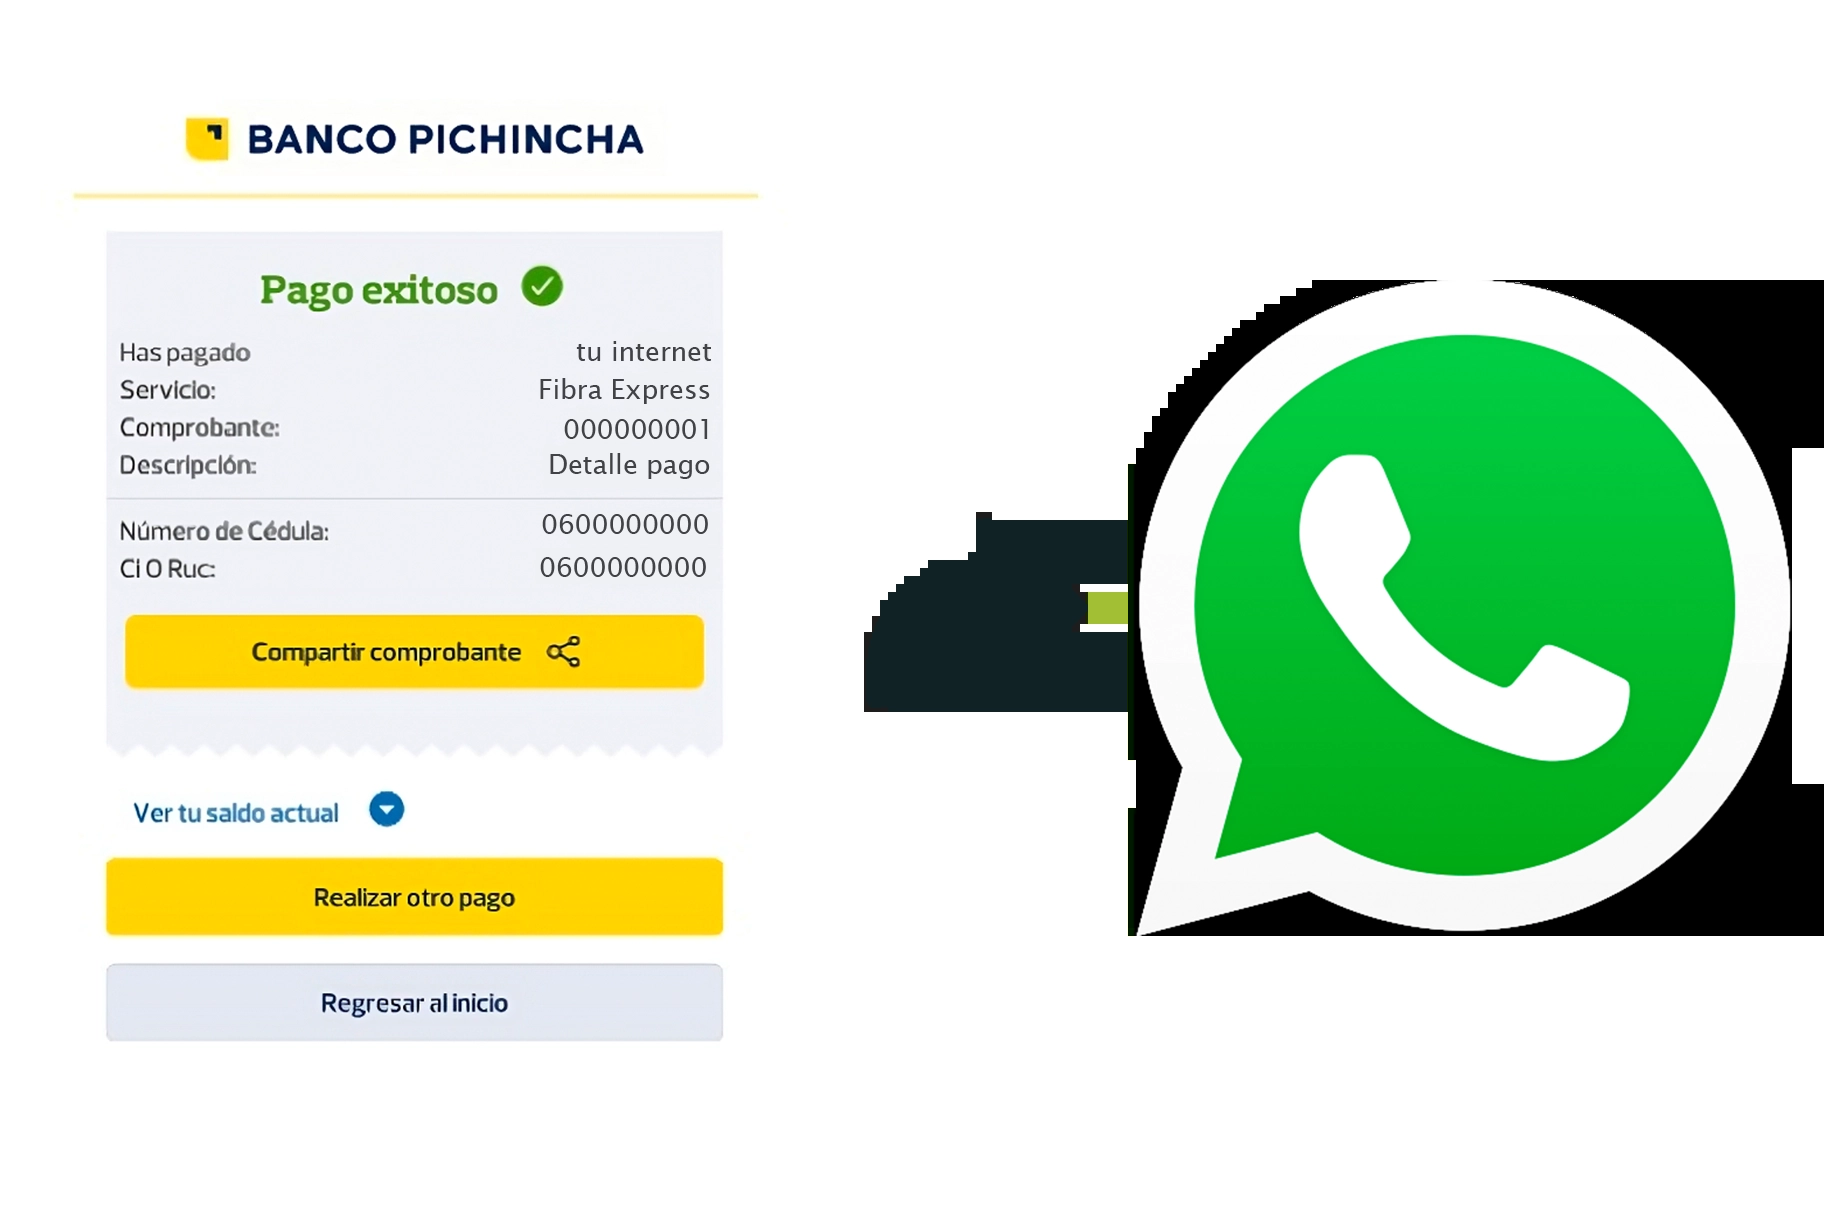 BANCO PICHINCHA
Pago exitoso
Has pagado tu internet
Servicio: Fibra Express
Comprobante: 000000001
Descripción: Detalle pago
Número de Cédula: 0600000000
CI O Ruc: 0600000000
Compartir comprobante
Ver tu saldo actual
Realizar otro pago
Regresar al inicio